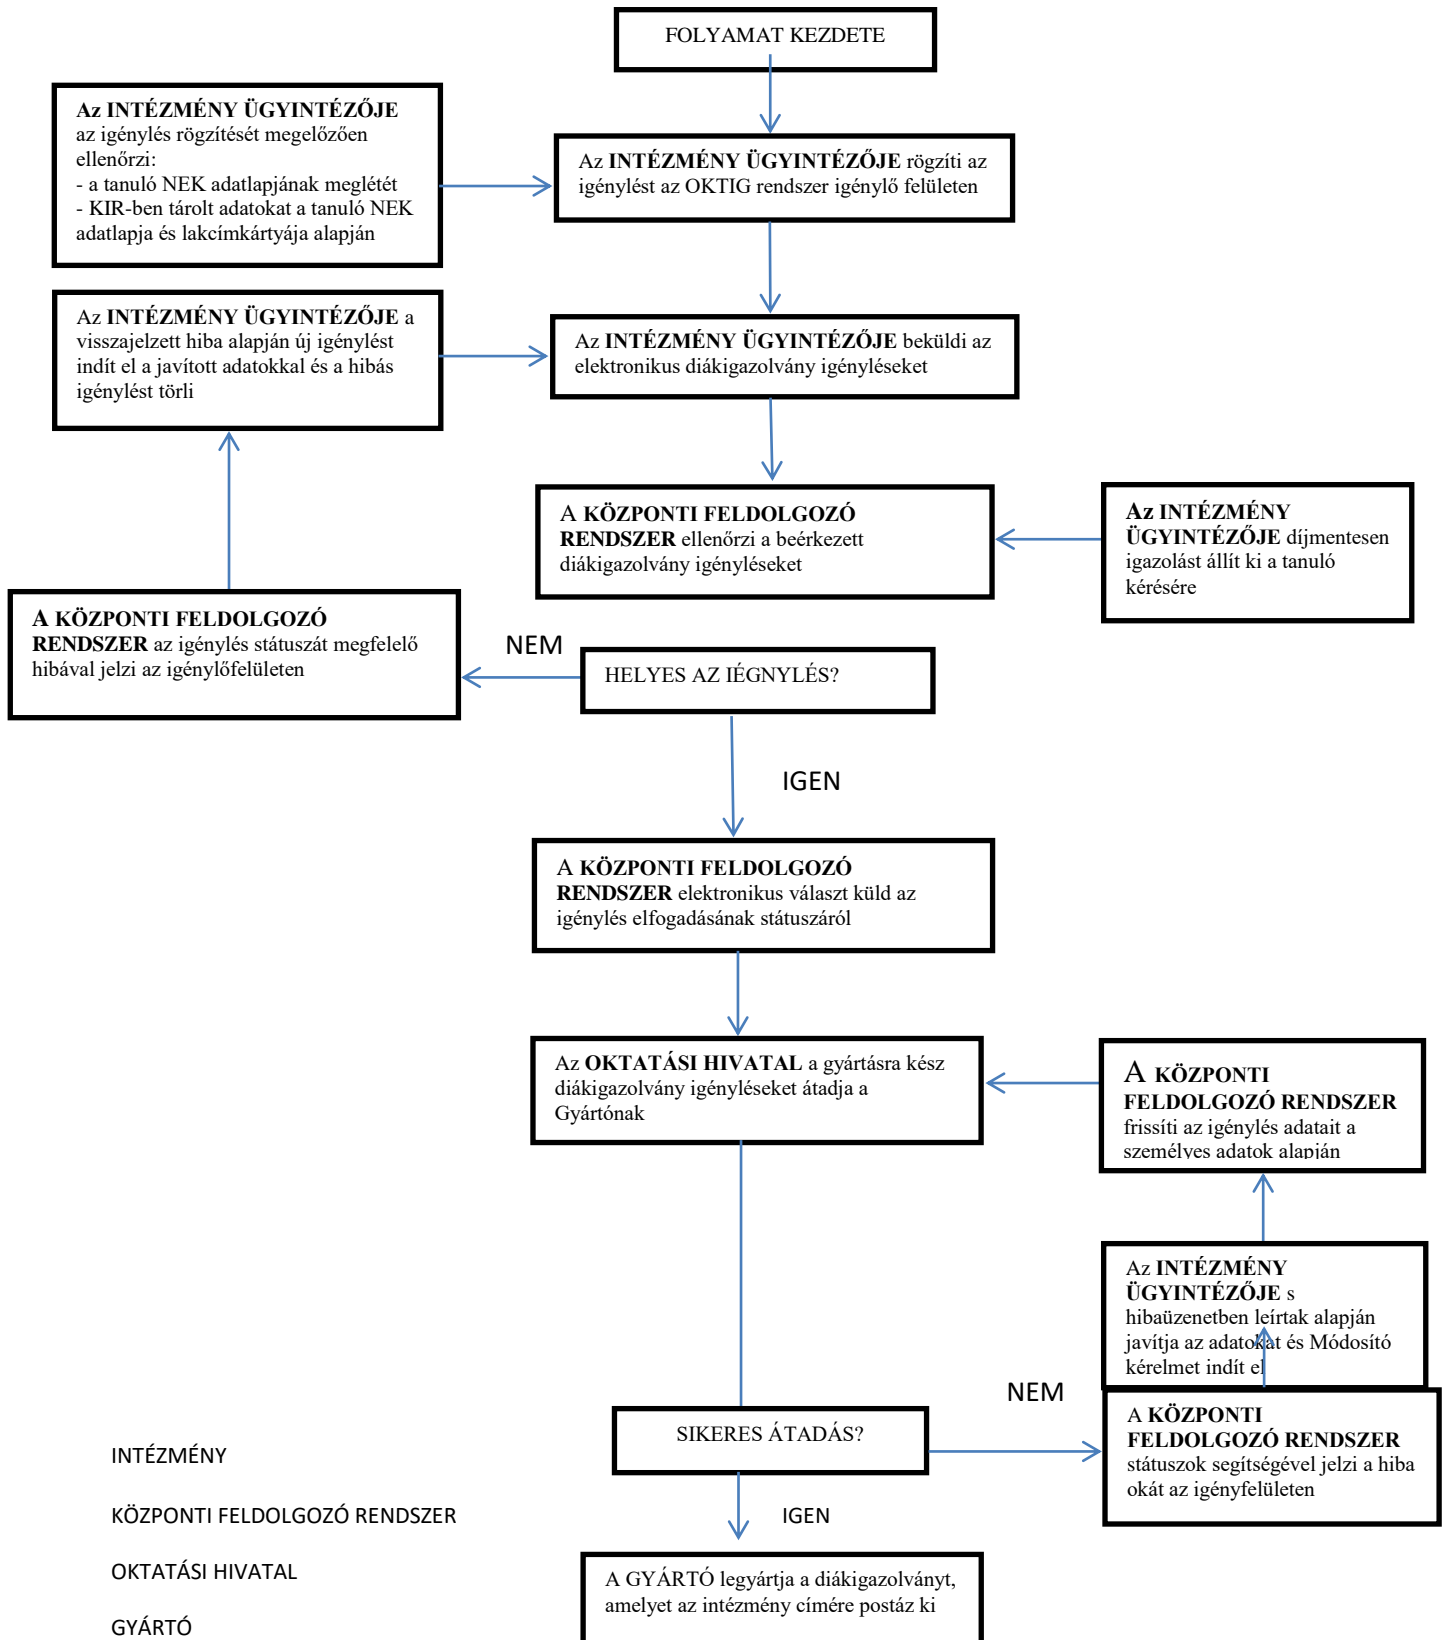 FOLYAMAT KEZDETE
Az INTÉZMÉNY ÜGYINTÉZŐJE
az igénylés rögzítését megelőzően
ellenőrzi:
- a tanuló NEK adatlapjának meglétét
- KIR-ben tárolt adatokat a tanuló NEK
adatlapja és lakcímkártyája alapján
Az INTÉZMÉNY ÜGYINTÉZŐJE rögzíti az
igénylést az OKTIG rendszer igénylő felületen
Az INTÉZMÉNY ÜGYINTÉZŐJE a
visszajelzett hiba alapján új igénylést
indít el a javított adatokkal és a hibás
igénylést törli
Az INTÉZMÉNY ÜGYINTÉZŐJE beküldi az
elektronikus diákigazolvány igényléseket
A KÖZPONTI FELDOLGOZÓ
RENDSZER ellenőrzi a beérkezett
diákigazolvány igényléseket
Az INTÉZMÉNY
ÜGYINTÉZŐJE díjmentesen
igazolást állít ki a tanuló
kérésére
A KÖZPONTI FELDOLGOZÓ
RENDSZER az igénylés státuszát megfelelő
hibával jelzi az igénylőfelületen
NEM
HELYES AZ IÉGNYLÉS?
IGEN
A KÖZPONTI FELDOLGOZÓ
RENDSZER elektronikus választ küld az
igénylés elfogadásának státuszáról
Az OKTATÁSI HIVATAL a gyártásra kész
diákigazolvány igényléseket átadja a
Gyártónak
A KÖZPONTI
FELDOLGOZÓ RENDSZER
frissíti az igénylés adatait a
személyes adatok alapján
Az INTÉZMÉNY
ÜGYINTÉZŐJE s
hibaüzenetben leírtak alapján
javítja az adatokat és Módosító
kérelmet indít el
NEM
SIKERES ÁTADÁS?
A KÖZPONTI
FELDOLGOZÓ RENDSZER
státuszok segítségével jelzi a hiba
okát az igényfelületen
IGEN
A GYÁRTÓ legyártja a diákigazolványt,
amelyet az intézmény címére postáz ki
INTÉZMÉNY
KÖZPONTI FELDOLGOZÓ RENDSZER
OKTATÁSI HIVATAL
GYÁRTÓ